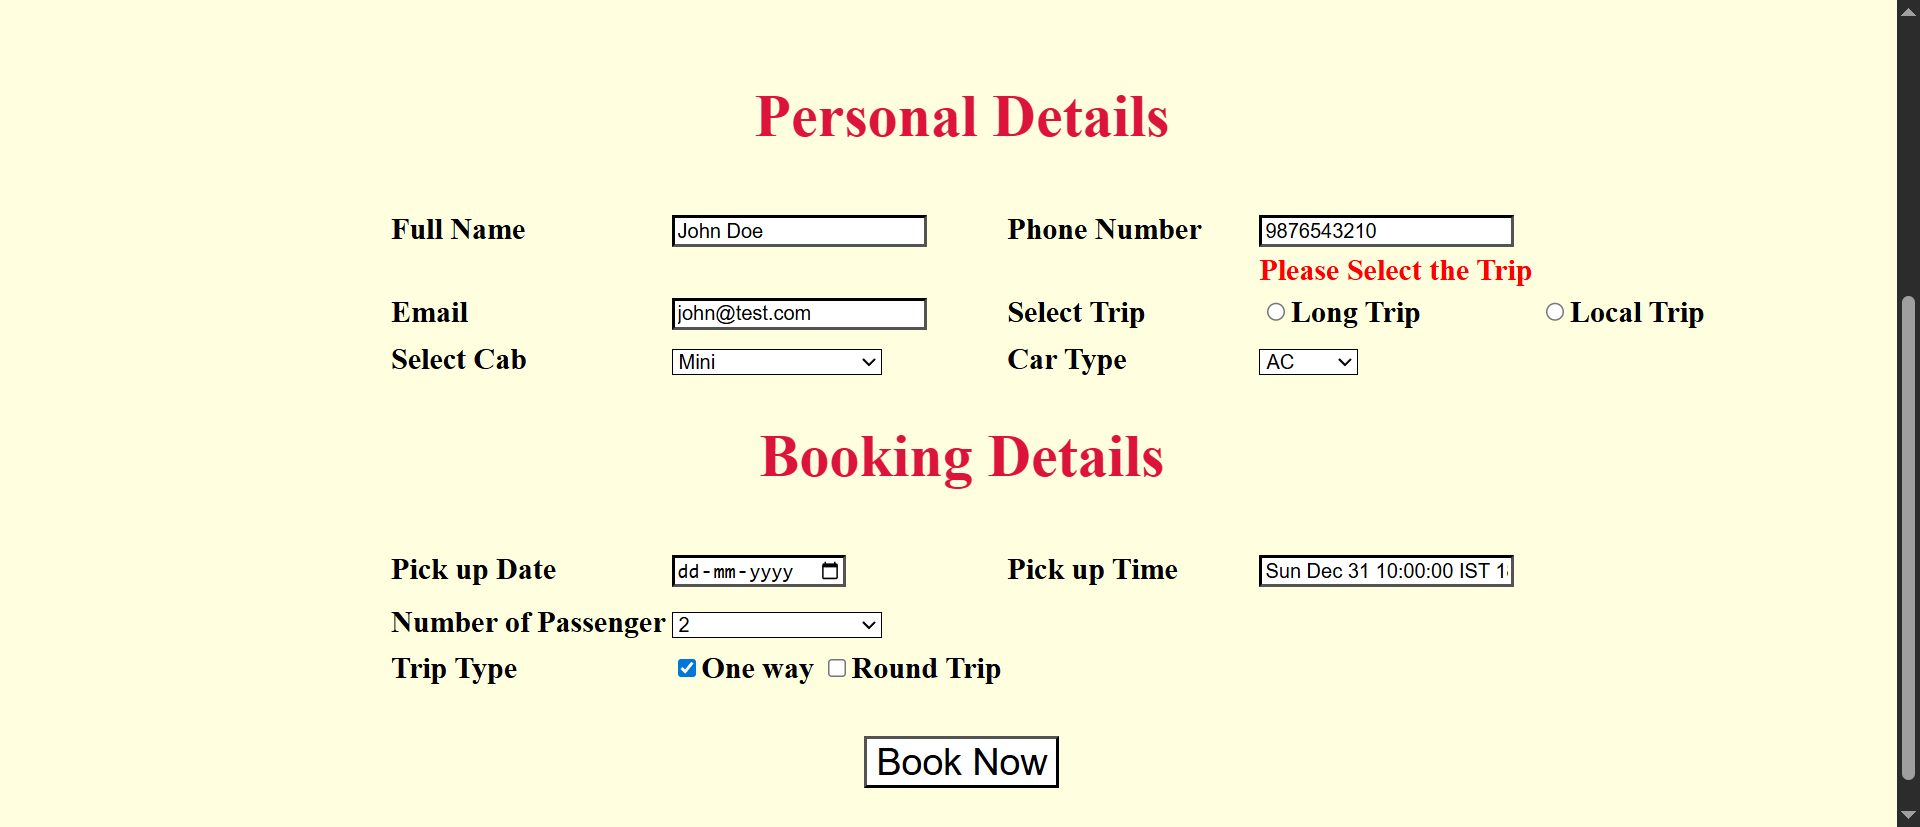 Personal Details
Full Name John Doe Phone Number 9876543210
Please Select the Trip
Email john@test.com Select Trip Long Trip Local Trip
Select Cab Mini Car Type AC
Booking Details
Pick up Date dd-mm-yyyy Pick up Time Sun Dec 31 10:00:00 IST
Number of Passenger 2
Trip Type One way Round Trip
Book Now